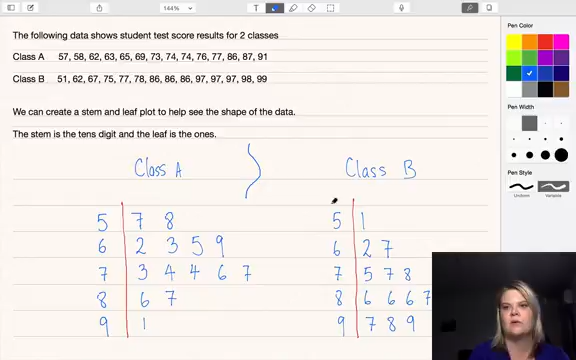 144%
The following data shows student test score results for 2 classes
Class A 57, 58, 62, 63, 65, 69, 73, 74, 74, 76, 77, 86, 87, 91
Class B 51, 62, 67, 75, 77, 78, 86, 86, 86, 97, 97, 97, 98, 99
We can create a stem and leaf plot to help see the shape of the data.
The stem is the tens digit and the leaf is the ones.
Class A
5 7 8
6 2 3 5 9
7 3 4 4 6 7
8 6 7
9 1
Class B
5 1
6 2 7
7 5 7 8
8 6 6 6 7
9 7 8 9
Pen Color
Pen Width
Pen Style
Uniform Variable